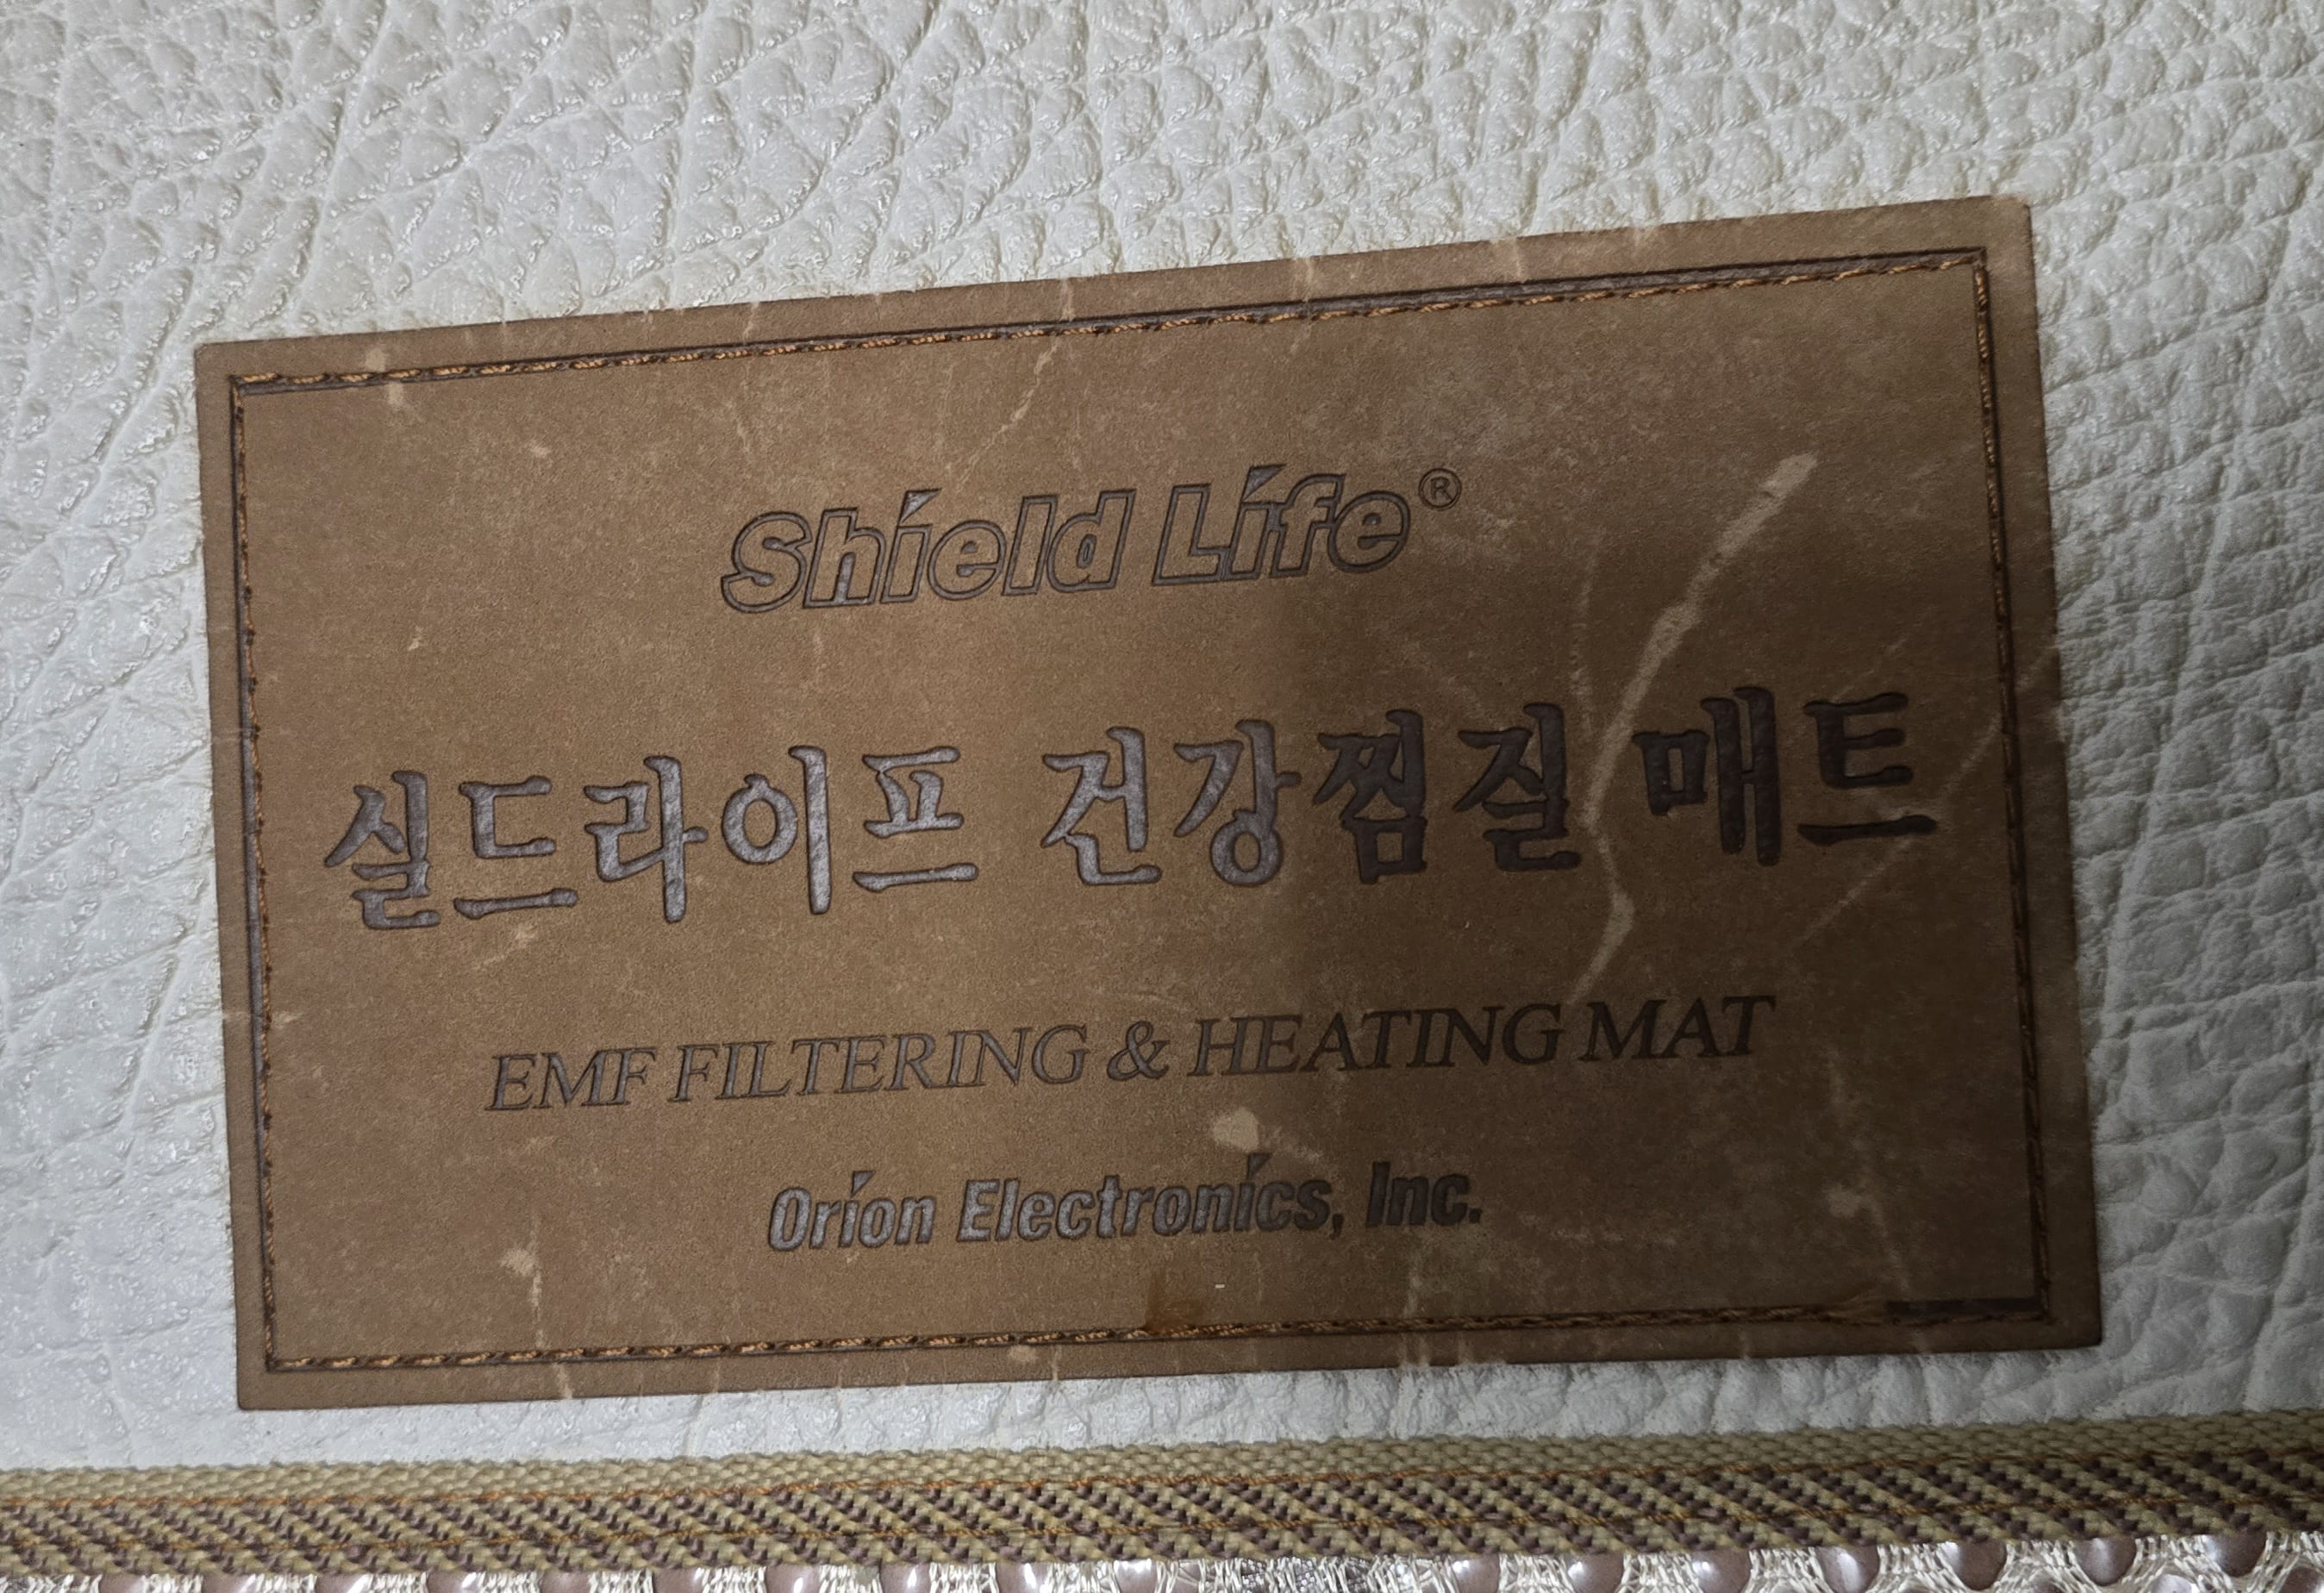 Shield Life®
실드라이프 건강찜질 매트
EMF FILTERING & HEATING MAT
Orion Electronics, Inc.